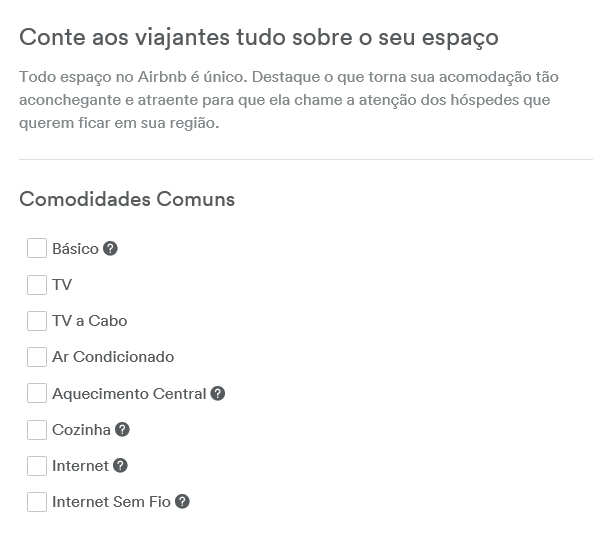 Conte aos viajantes tudo sobre o seu espaço
Todo espaço no Airbnb é único. Destaque o que torna sua acomodação tão
aconchegante e atraente para que ela chame a atenção dos hóspedes que
querem ficar em sua região.
Comodidades Comuns
Básico ?
TV
TV a Cabo
Ar Condicionado
Aquecimento Central ?
Cozinha ?
Internet ?
Internet Sem Fio ?